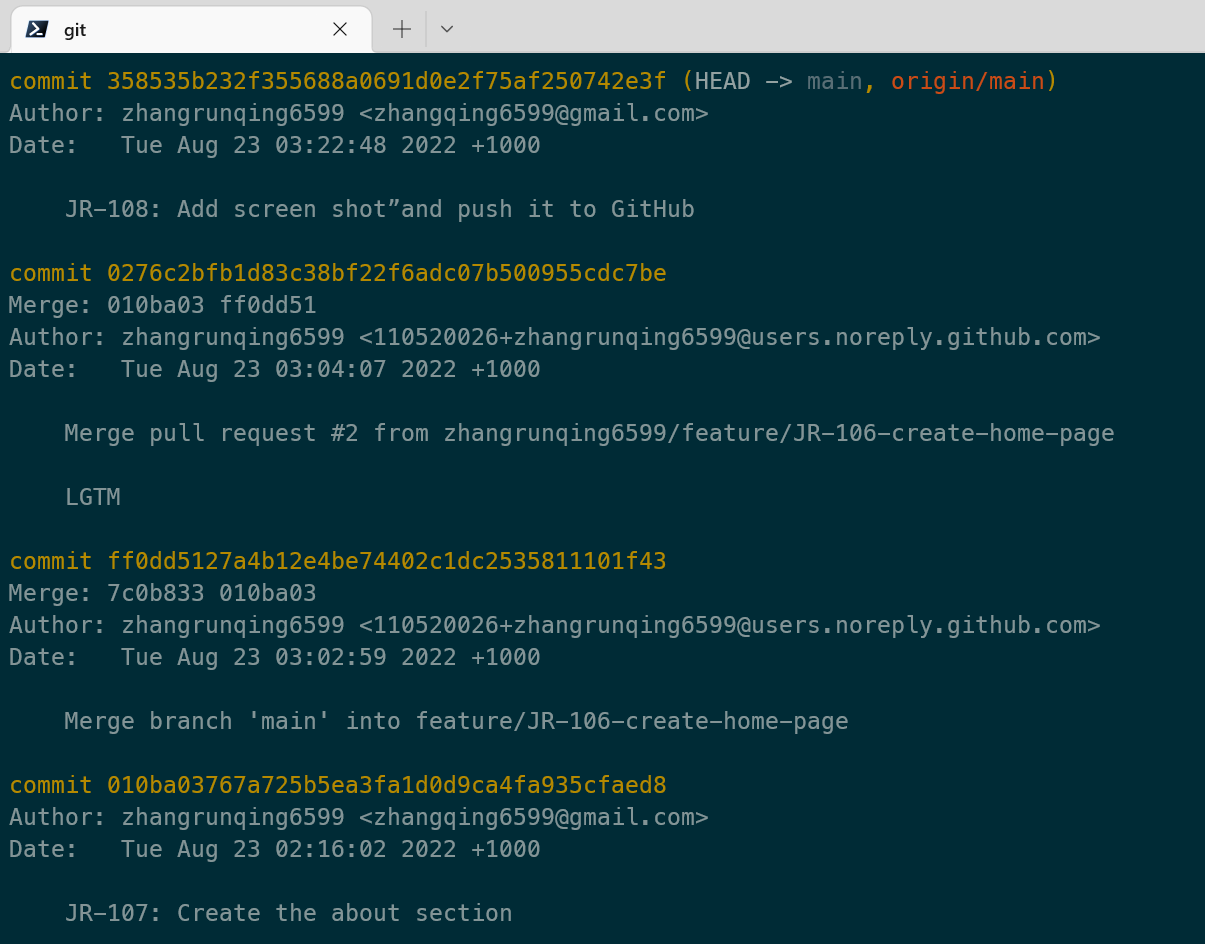 git
commit 358535b232f355688a0691d0e2f75af250742e3f (HEAD -> main, origin/main)
Author: zhangrunqing6599 <zhangqing6599@gmail.com>
Date:   Tue Aug 23 03:22:48 2022 +1000
JR-108: Add screen shot”and push it to GitHub
commit 0276c2bfb1d83c38bf22f6adc07b500955cdc7be
Merge: 010ba03 ff0dd51
Author: zhangrunqing6599 <110520026+zhangrunqing6599@users.noreply.github.com>
Date:   Tue Aug 23 03:04:07 2022 +1000
Merge pull request #2 from zhangrunqing6599/feature/JR-106-create-home-page
LGTM
commit ff0dd5127a4b12e4be74402c1dc2535811101f43
Merge: 7c0b833 010ba03
Author: zhangrunqing6599 <110520026+zhangrunqing6599@users.noreply.github.com>
Date:   Tue Aug 23 03:02:59 2022 +1000
Merge branch 'main' into feature/JR-106-create-home-page
commit 010ba03767a725b5ea3fa1d0d9ca4fa935cfaed8
Author: zhangrunqing6599 <zhangqing6599@gmail.com>
Date:   Tue Aug 23 02:16:02 2022 +1000
JR-107: Create the about section